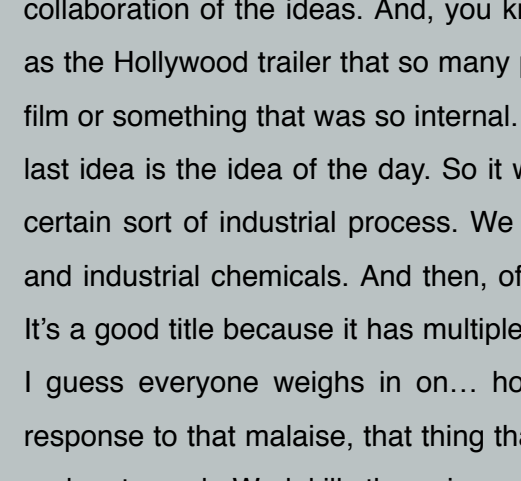 collaboration of the ideas. And, you
as the Hollywood trailer that so many
film or something that was so internal.
last idea is the idea of the day. So it
certain sort of industrial process. We
and industrial chemicals. And then,
It's a good title because it has multiple
I guess everyone weighs in on…
response to that malaise, that thing